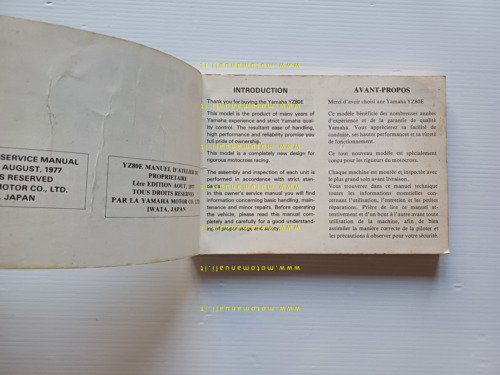 SERVICE MANUAL
AUGUST, 1977
S RESERVED
MOTOR CO., LTD.
JAPAN
YZ80E MANUEL D'ATELIER DU
PROPRIETAIRE
1ère EDITION AOUT, 1977
TOUS DROITS RESERVES
PAR LA YAMAHA MOTOR CO., LTD
IWATA, JAPAN
www.motomanuali.it
INTRODUCTION
Thank you for buying the Yamaha YZ80E
This model is the product of many years of
Yamaha experience and strict Yamaha qual-
ity control. The resultant ease of handling,
high performance and reliability promise you
full pride of ownership.
This model is a completely new design for
rigorous motocross racing.
The assembly and inspection of each unit is
performed in accordance with strict stan-
dards.
In this owner's service manual you will find
information concerning basic handling, main-
tenance and minor repairs. Before operating
the vehicle, please read this manual com-
pletely and carefully for a good understand-
ing of proper usage and safety.
AVANT-PROPOS
Merci d'avoir choisi une Yamaha YZ80E
Ce modèle bénéficie des nombreuses années
d'expérience et de la garantie de qualité
Yamaha. Vous apprécierez sa facilité de
conduite, ses hautes performances et sa sûreté
de fonctionnement.
Ce tout nouveau modèle est spécialement
conçu pour les rigueurs du motocross.
Chaque machine est montée et inspectée avec
le plus grand soin avant livraison.
Vous trouverez dans ce manuel technique
toutes les informations essentielles con-
cernant l'utilisation, l'entretien et les petites
réparations. Prière de lire ce manuel at-
tentivement et d'un bout à l'autre avant toute
utilisation de la machine, afin de bien
assimiler la manière correcte de la piloter et
les précautions à observer pour votre sécurité.
www.motomanuali.it
www.motomanuali.it